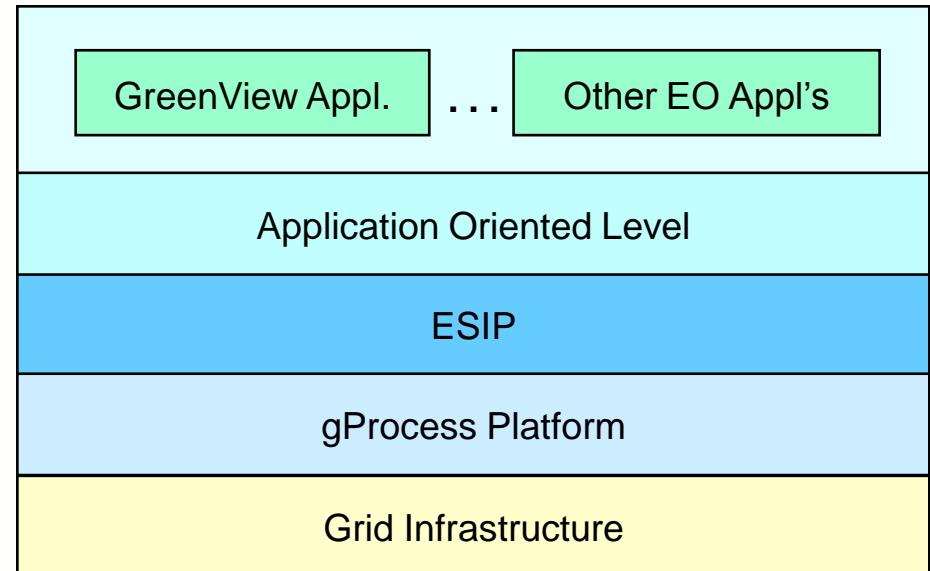 GreenView Appl.
. . .
Other EO Appl’s
Application Oriented Level
ESIP
gProcess Platform
Grid Infrastructure